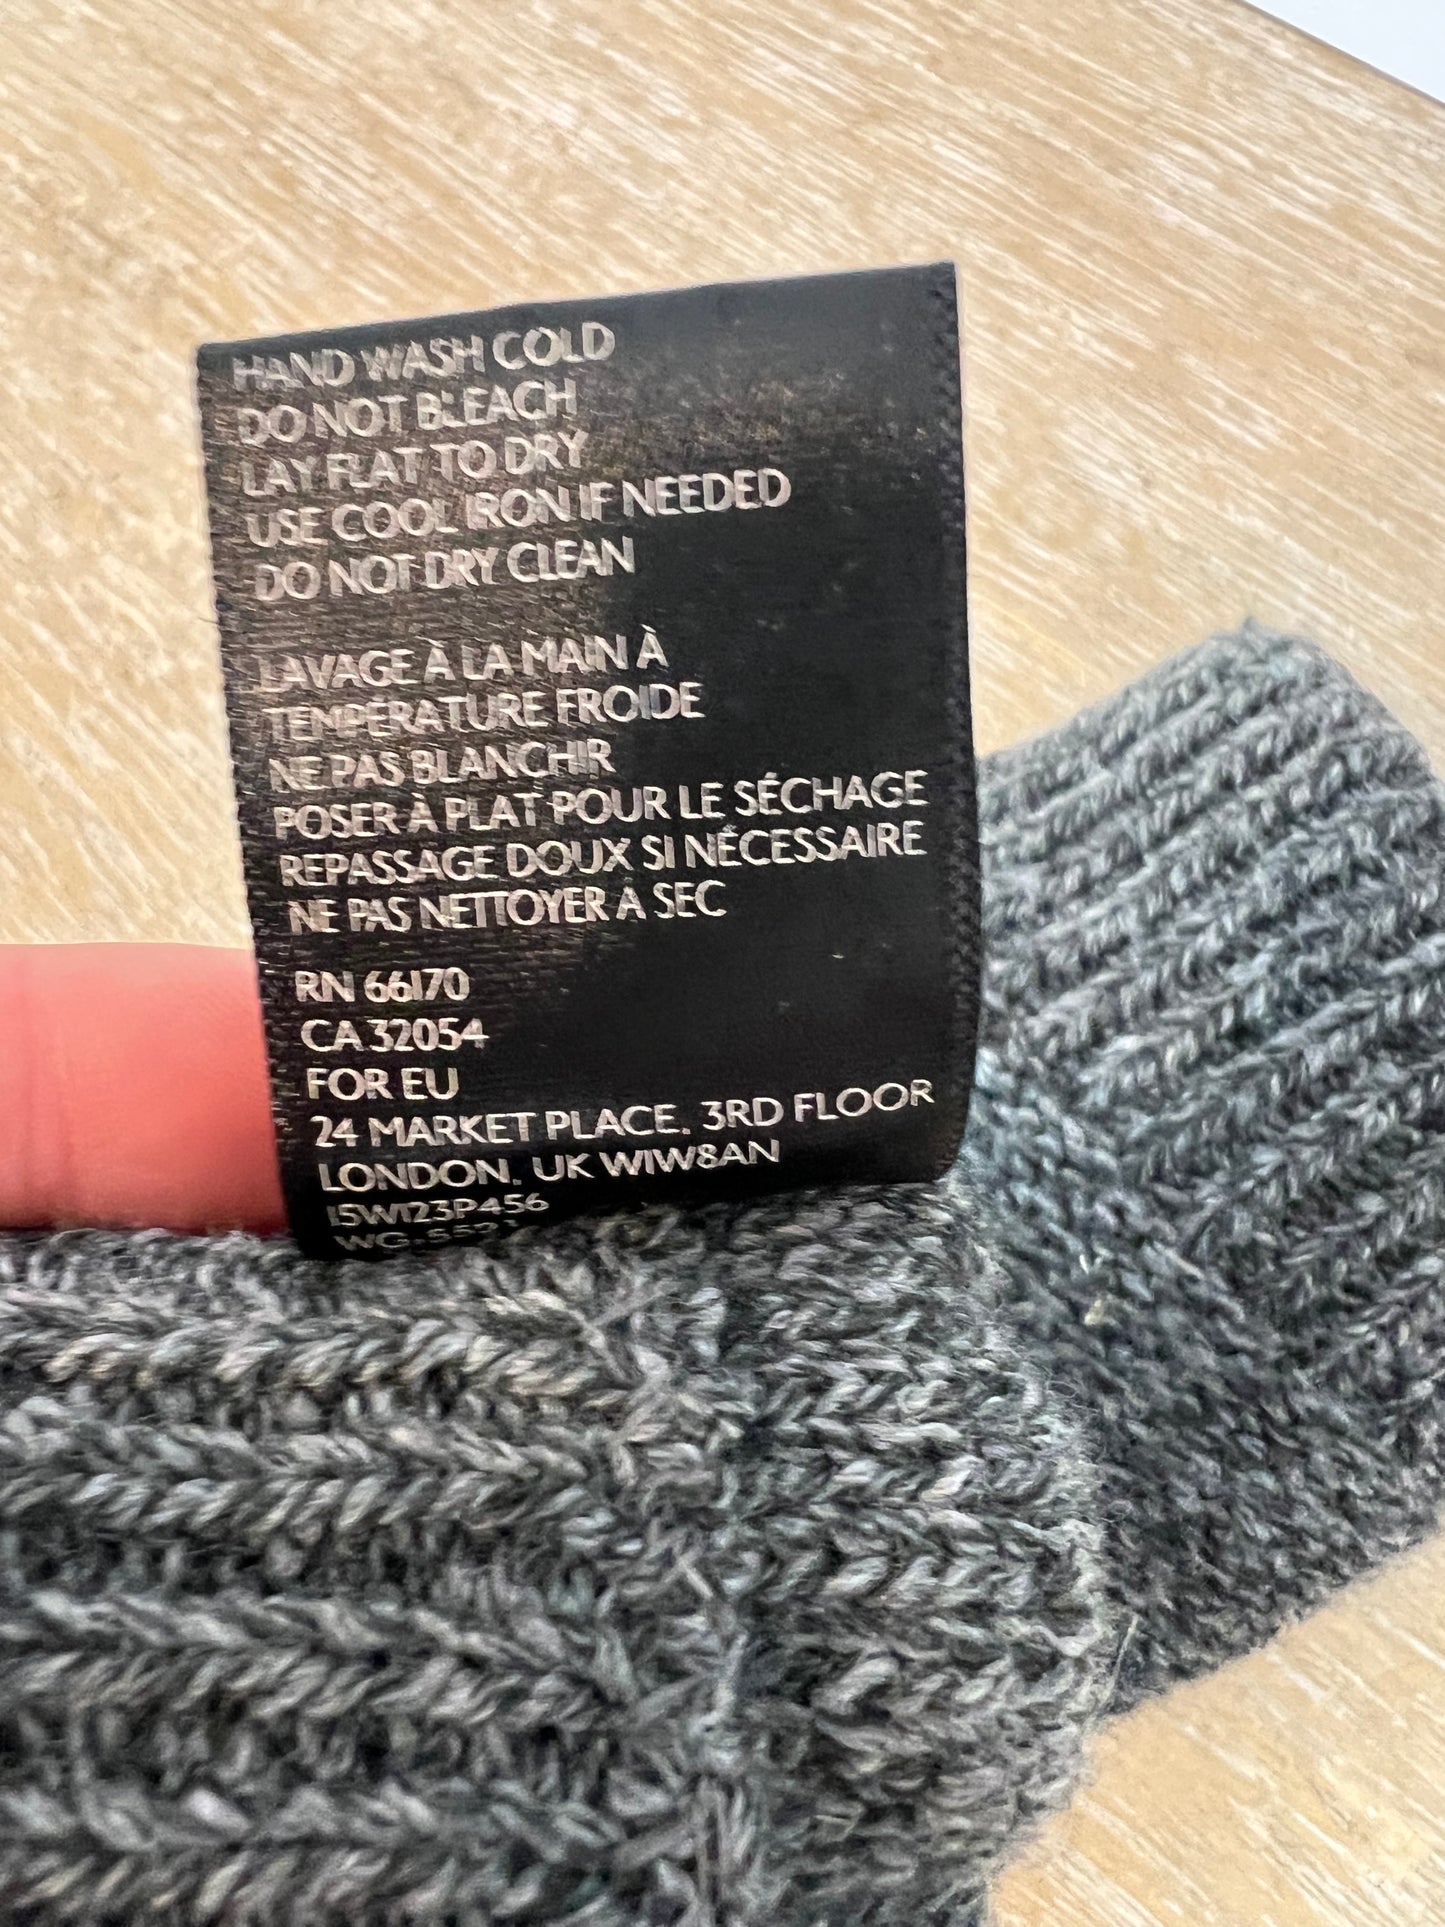 HAND WASH COLD
DO NOT BLEACH
LAY FLAT TO DRY
USE COOL IRON IF NEEDED
DO NOT DRY CLEAN
LAVAGE À LA MAIN À
TEMPÉRATURE FROIDE
NE PAS BLANCHIR
POSER À PLAT POUR LE SÉCHAGE
REPASSAGE DOUX SI NÉCESSAIRE
NE PAS NETTOYER À SEC
RN 66170
CA 32054
FOR EU
24 MARKET PLACE, 3RD FLOOR
LONDON, UK W1W8AN
15W123P456